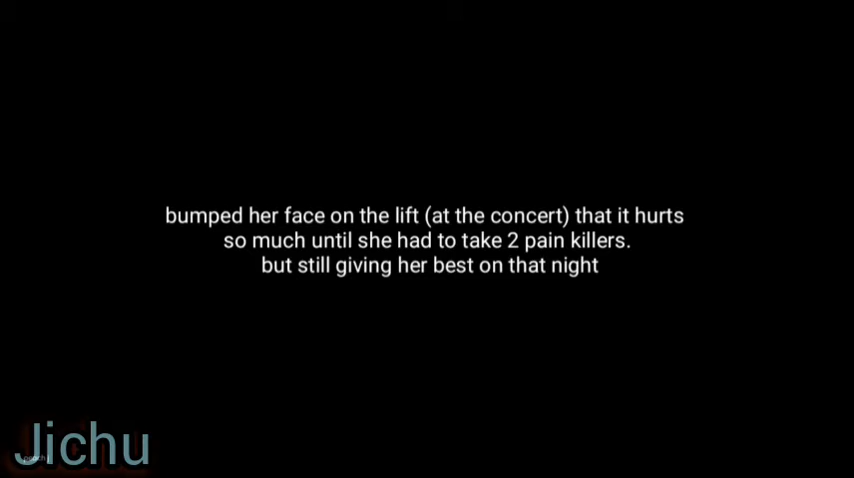 bumped her face on the lift (at the concert) that it hurts
so much until she had to take 2 pain killers.
but still giving her best on that night
Jichu